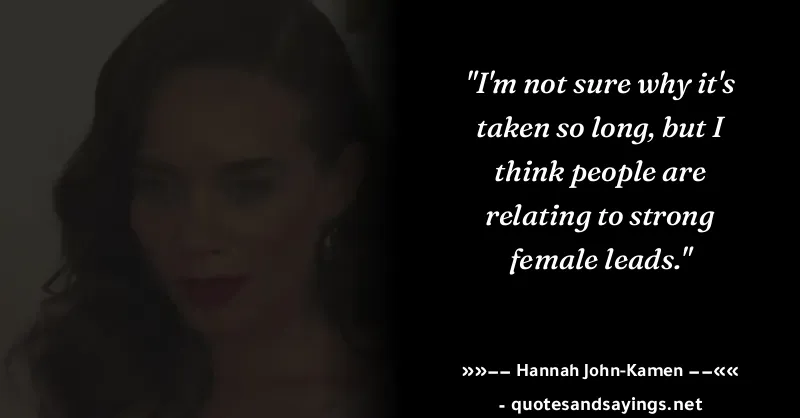 "I'm not sure why it's
taken so long, but I
think people are
relating to strong
female leads."
»»–– Hannah John-Kamen ––««
- quotesandsayings.net